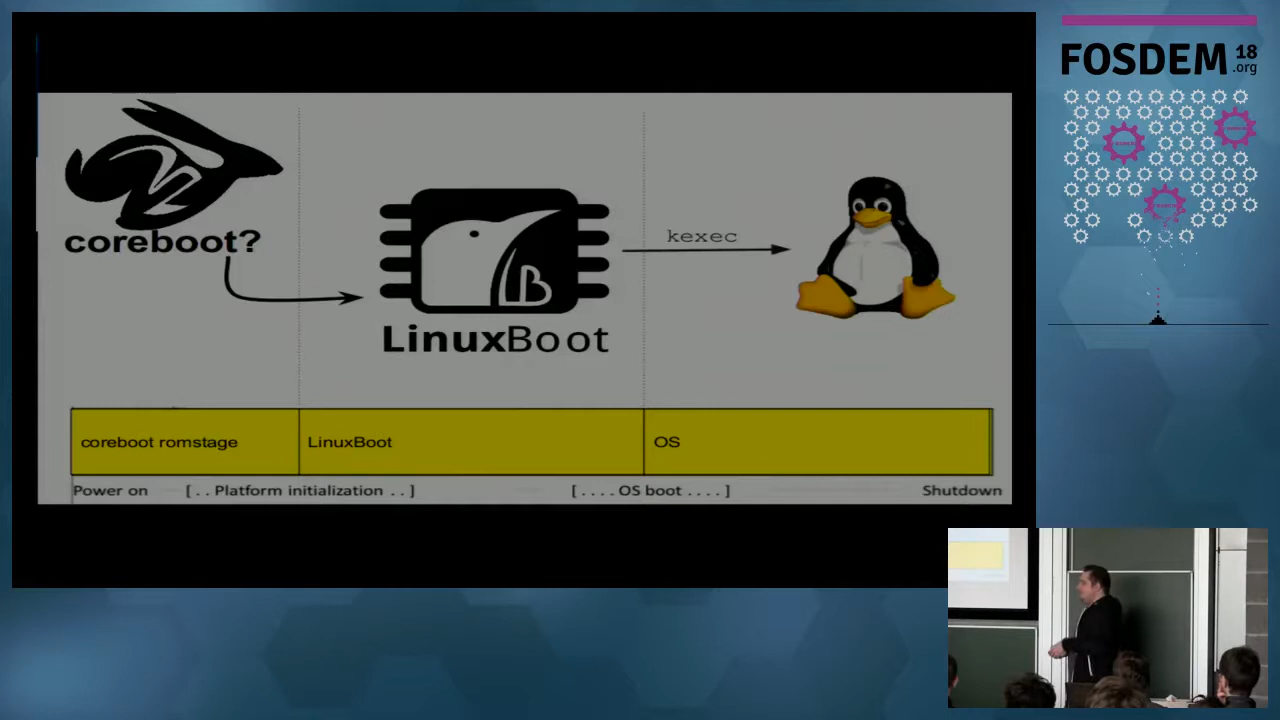 FOSDEM 18
.org
coreboot?
LinuxBoot
kexec
coreboot romstage
LinuxBoot
OS
Power on
[ . . Platform initialization . . ]
[ . . . . OS boot . . . . ]
Shutdown